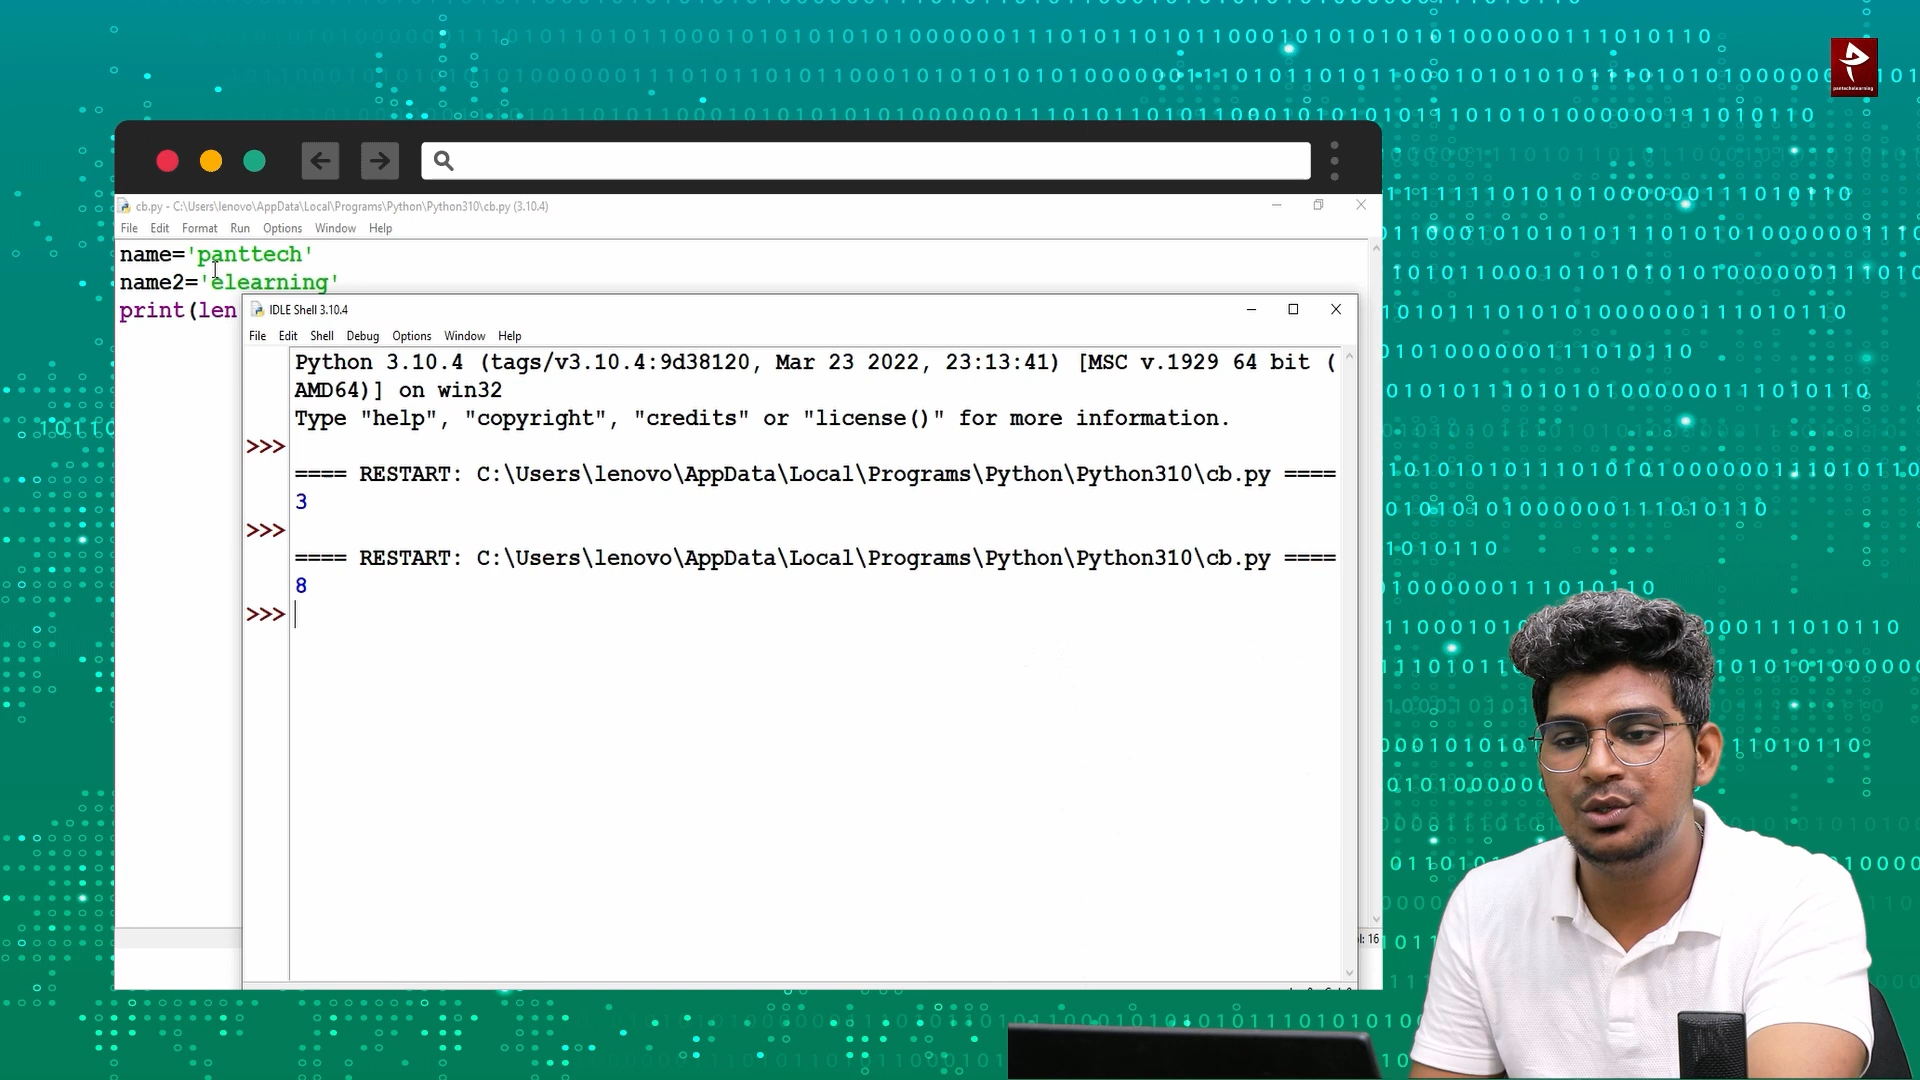 pantechelearning
cb.py - C:\Users\lenovo\AppData\Local\Programs\Python\Python310\cb.py (3.10.4)
File Edit Format Run Options Window Help
name='panttech'
name2='elearning'
print(len
IDLE Shell 3.10.4
File Edit Shell Debug Options Window Help
Python 3.10.4 (tags/v3.10.4:9d38120, Mar 23 2022, 23:13:41) [MSC v.1929 64 bit (
AMD64)] on win32
Type "help", "copyright", "credits" or "license()" for more information.
>>>
==== RESTART: C:\Users\lenovo\AppData\Local\Programs\Python\Python310\cb.py ====
3
>>>
==== RESTART: C:\Users\lenovo\AppData\Local\Programs\Python\Python310\cb.py ====
8
>>>